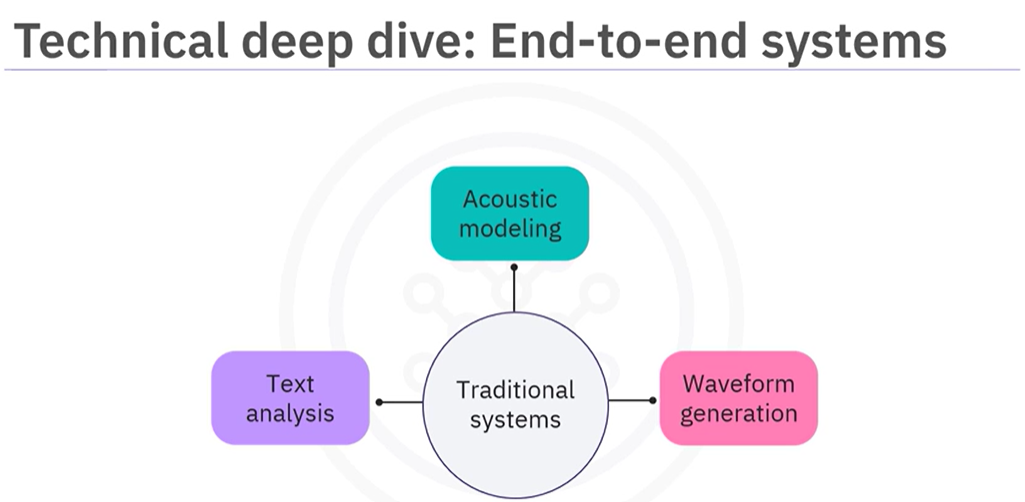 Technical deep dive: End-to-end systems
Acoustic
modeling
Text
analysis
Traditional
systems
Waveform
generation